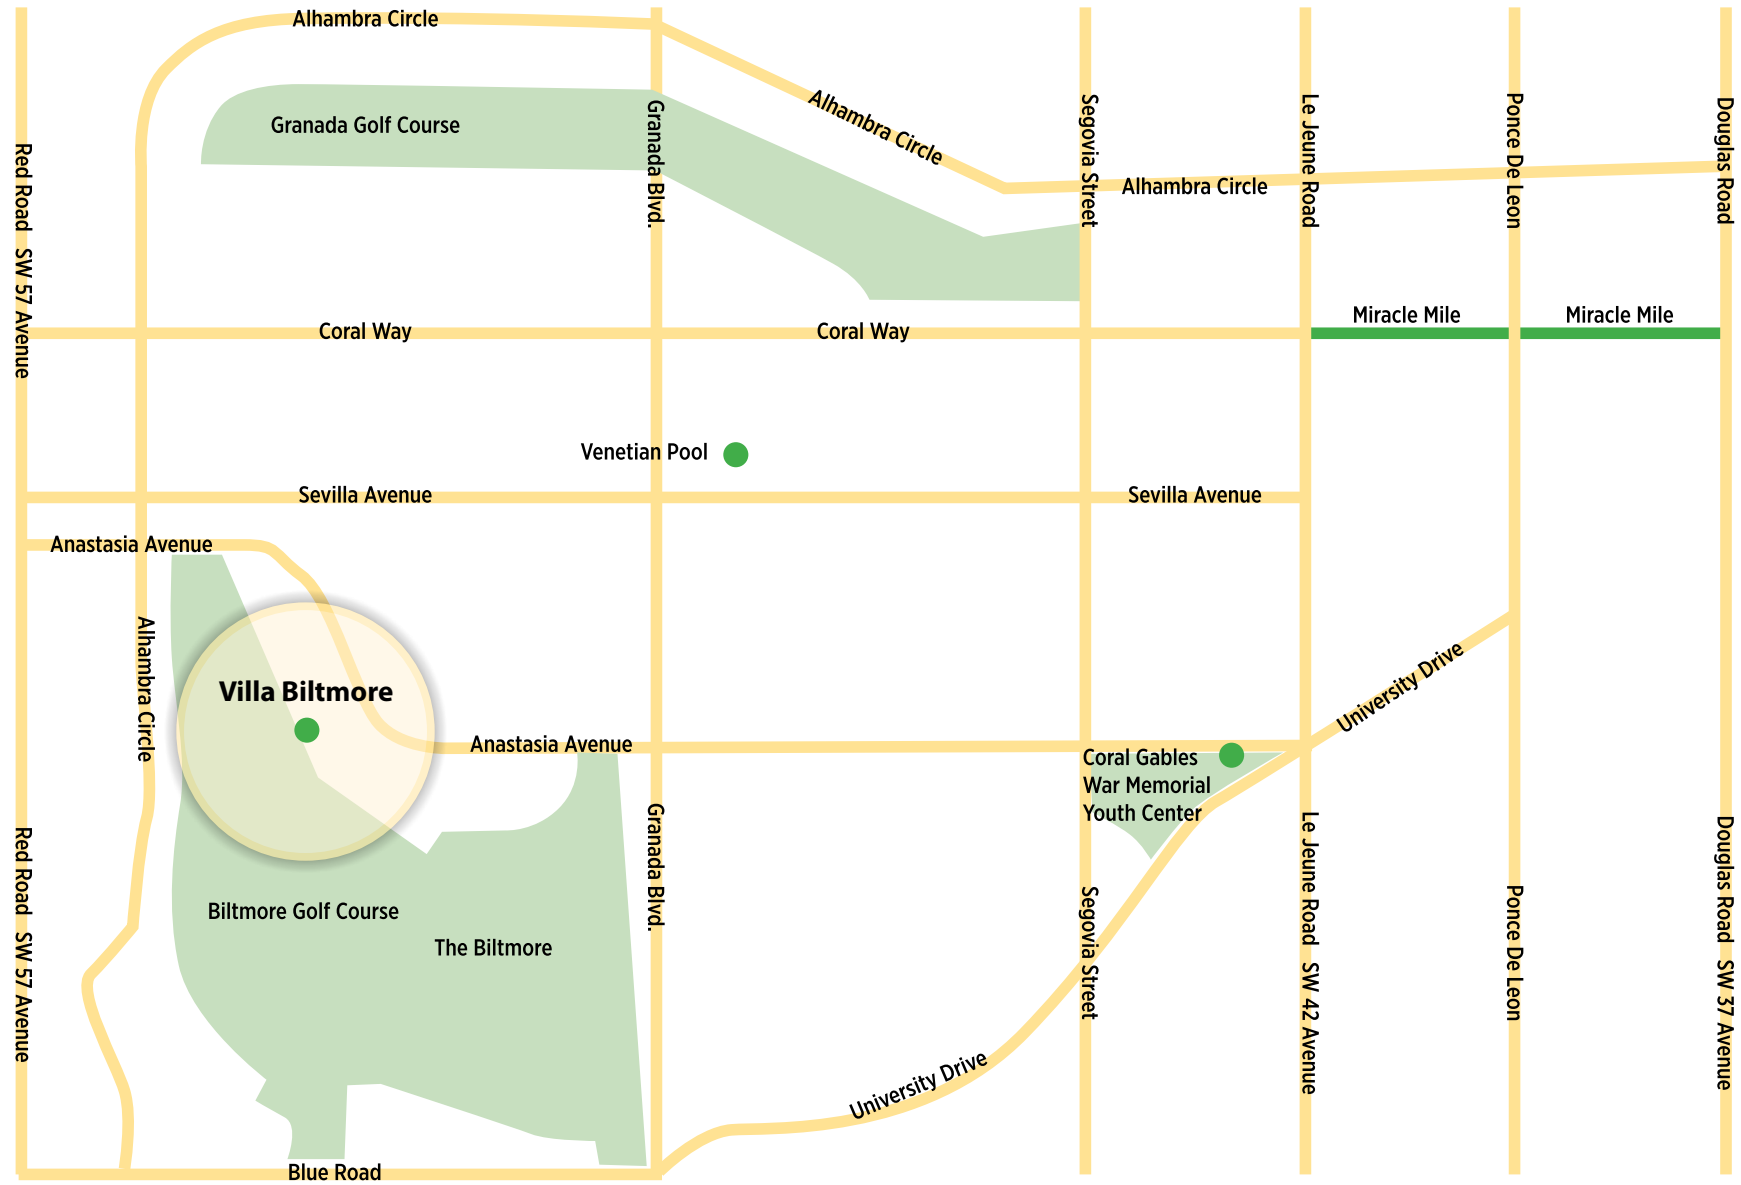 Alhambra Circle
Alhambra Circle
Granada Golf Course
Granada Blvd.
Segovia Street
Le Jeune Road
Ponce De Leon
Douglas Road
Red Road SW 57 Avenue
Alhambra Circle
Miracle Mile
Miracle Mile
Coral Way
Coral Way
Venetian Pool
Sevilla Avenue
Sevilla Avenue
Anastasia Avenue
Alhambra Circle
Villa Biltmore
University Drive
Anastasia Avenue
Coral Gables
War Memorial
Youth Center
Red Road SW 57 Avenue
Granada Blvd.
Segovia Street
Le Jeune Road SW 42 Avenue
Ponce De Leon
Douglas Road SW 37 Avenue
Biltmore Golf Course
The Biltmore
University Drive
Blue Road